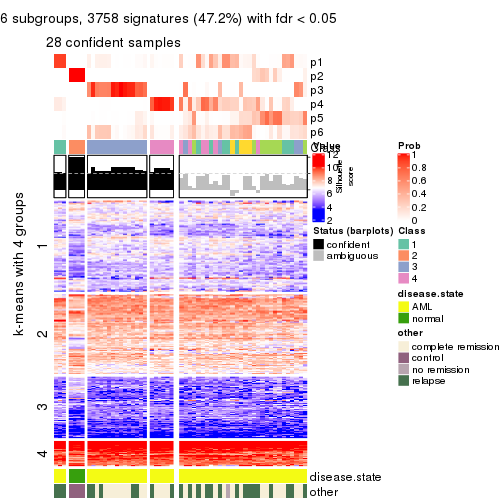 6 subgroups, 3758 signatures (47.2%) with fdr < 0.05
28 confident samples
p1
p2
p3
p4
p5
p6
Class
1
2
3
4
k-means with 4 groups
Silhouette
score
12
10
8
6
4
2
Prob
1
0.8
0.6
0.4
0.2
0
Status (barplots)
confident
ambiguous
Class
1
2
3
4
disease.state
AML
normal
other
complete remission
control
no remission
relapse
disease.state
other